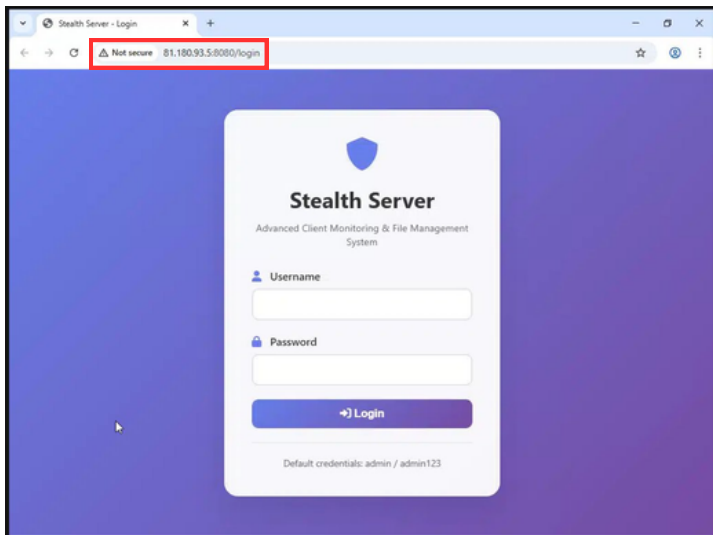 Stealth Server - Login
Not secure 81.180.93.5:8080/login
Stealth Server
Advanced Client Monitoring & File Management
System
Username
Password
Login
Default credentials: admin / admin123